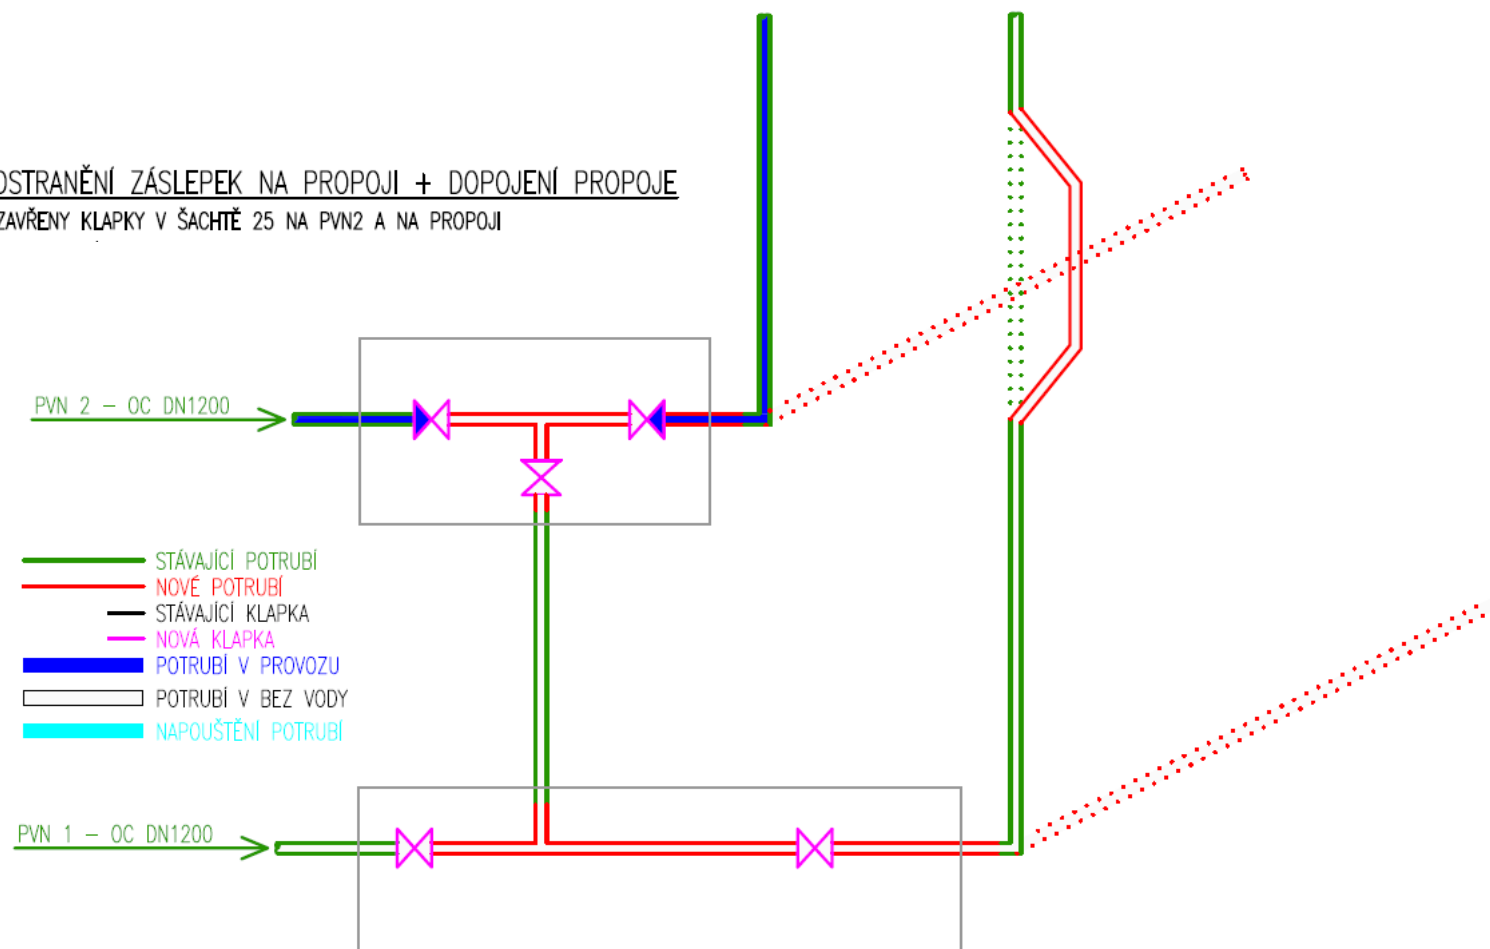 OSTRANĚNÍ ZÁSLEPEK NA PROPOJI + DOPOJENÍ PROPOJE
ZAVŘENY KLAPKY V ŠACHTĚ 25 NA PVN2 A NA PROPOJI
PVN 2 – OC DN1200
STÁVAJÍCÍ POTRUBÍ
NOVÉ POTRUBÍ
STÁVAJÍCÍ KLAPKA
NOVÁ KLAPKA
POTRUBÍ V PROVOZU
POTRUBÍ V BEZ VODY
NAPOUŠTĚNÍ POTRUBÍ
PVN 1 – OC DN1200